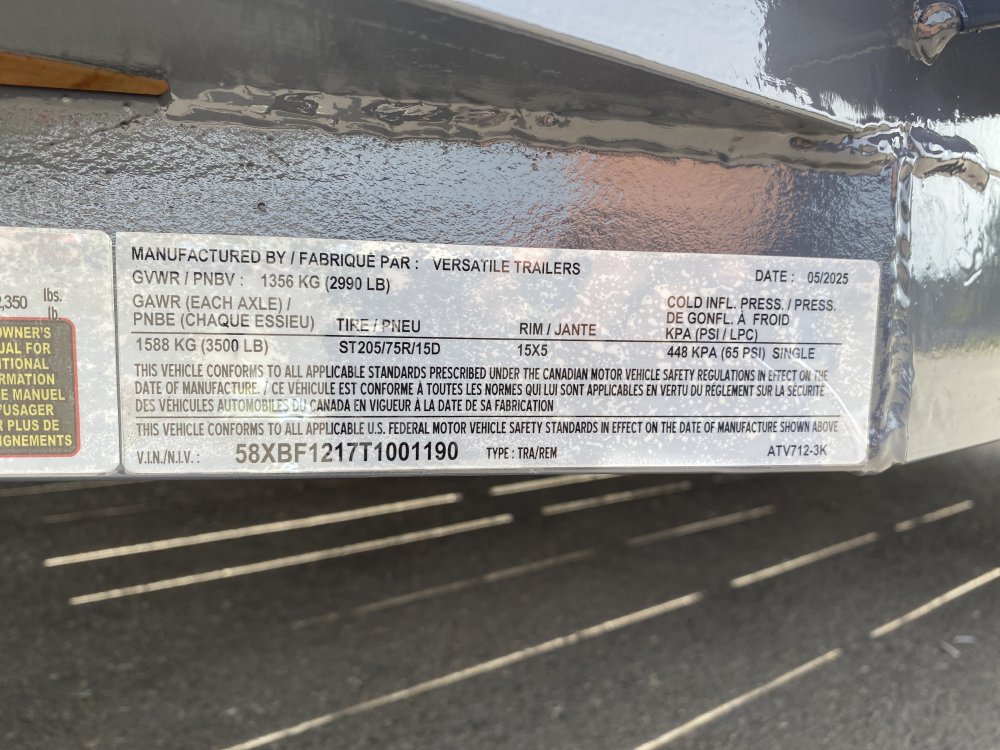 2,350 lbs.
lb.
OWNER'S
UAL FOR
ITIONAL
RMATION
E MANUEL
'USAGER
R PLUS DE
IGNEMENTS
MANUFACTURED BY / FABRIQUÉ PAR : VERSATILE TRAILERS
GVWR / PNBV : 1356 KG (2990 LB) DATE : 05/2025
GAWR (EACH AXLE) / COLD INFL. PRESS. / PRESS.
PNBE (CHAQUE ESSIEU) TIRE / PNEU RIM / JANTE DE GONFL. À FROID
KPA (PSI / LPC)
1588 KG (3500 LB) ST205/75R/15D 15X5 448 KPA (65 PSI) SINGLE
THIS VEHICLE CONFORMS TO ALL APPLICABLE STANDARDS PRESCRIBED UNDER THE CANADIAN MOTOR VEHICLE SAFETY REGULATIONS IN EFFECT ON THE
DATE OF MANUFACTURE. / CE VÉHICULE EST CONFORME À TOUTES LES NORMES QUI LUI SONT APPLICABLES EN VERTU DU RÈGLEMENT SUR LA SÉCURITÉ
DES VÉHICULES AUTOMOBILES DU CANADA EN VIGUEUR À LA DATE DE SA FABRICATION
THIS VEHICLE CONFORMS TO ALL APPLICABLE U.S. FEDERAL MOTOR VEHICLE SAFETY STANDARDS IN EFFECT ON THE DATE OF MANUFACTURE SHOWN ABOVE
V.I.N./N.I.V. : 58XBF1217T1001190 TYPE : TRA/REM ATV712-3K